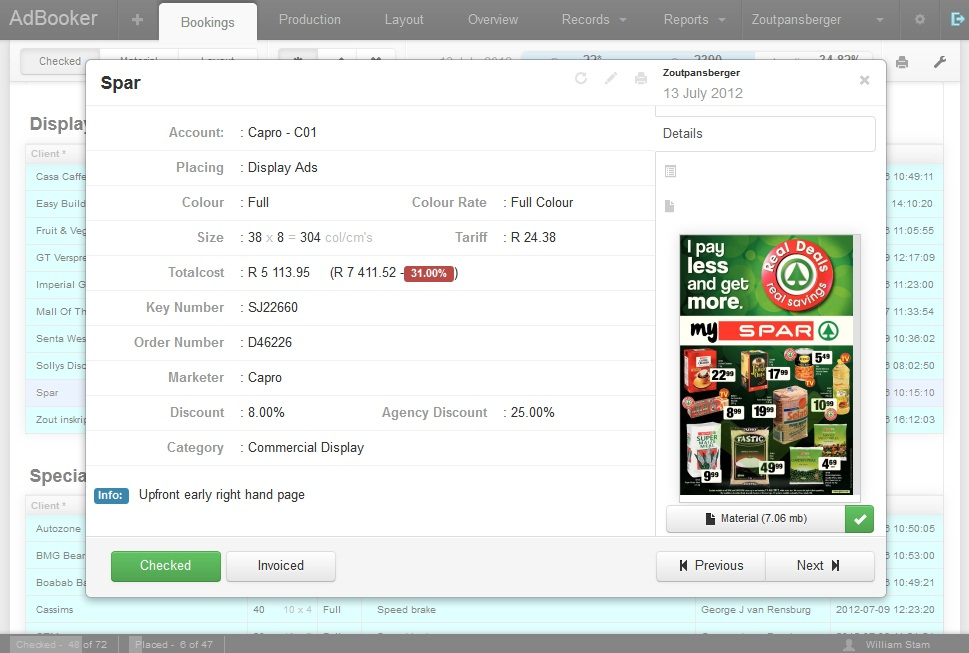 AdBooker + Bookings Production Layout Overview Records Reports Zoutpansberger
Checked Material Layout
Spar
Zoutpansberger
13 July 2012
Account: : Capro - C01
Placing : Display Ads
Colour : Full Colour Rate : Full Colour
Size : 38 x 8 = 304 col/cm's Tariff : R 24.38
Totalcost : R 5 113.95 (R 7 411.52 -31.00%)
Key Number : SJ22660
Order Number : D46226
Marketer : Capro
Discount : 8.00% Agency Discount : 25.00%
Category : Commercial Display
Info: Upfront early right hand page
Details
I pay
less
and get
more.
Real Deals
real savings
my SPAR
5 49
22 99
17 99
8 99
19 99
10 99
SUPER
TASTIC
49 99
4 69
9 99
Material (7.06 mb)
Checked Invoiced Previous Next
Display
Client *
Casa Caffe 10:49:11
Easy Build 14:10:20
Fruit & Veg 11:05:55
GT Verspre 12:17:09
Imperial G 11:23:00
Mall Of Th 11:33:54
Senta Wes 10:36:02
Sollys Disc 08:02:50
Spar 10:15:10
Zout inskrip 16:12:03
Specia
Client *
Autozone 10:50:05
BMG Bear 10:53:00
Boabab Ba 10:49:21
Cassims 40 10 x 4 Full Speed brake George J van Rensburg 2012-07-09 12:23:20
Checked - 48 of 72 Placed - 6 of 47 William Stam